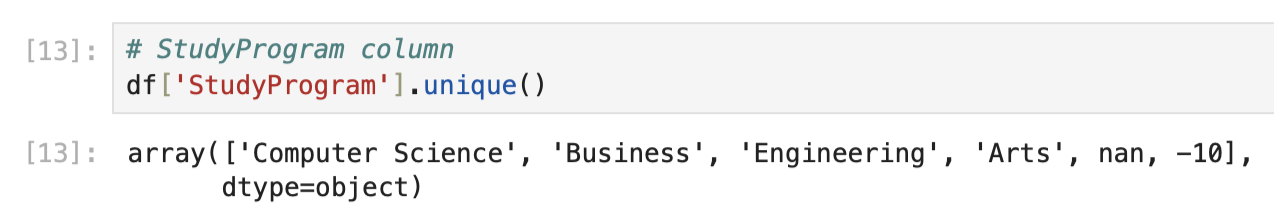 [13]: # StudyProgram column
df['StudyProgram'].unique()
[13]: array(['Computer Science', 'Business', 'Engineering', 'Arts', nan, -10],
dtype=object)